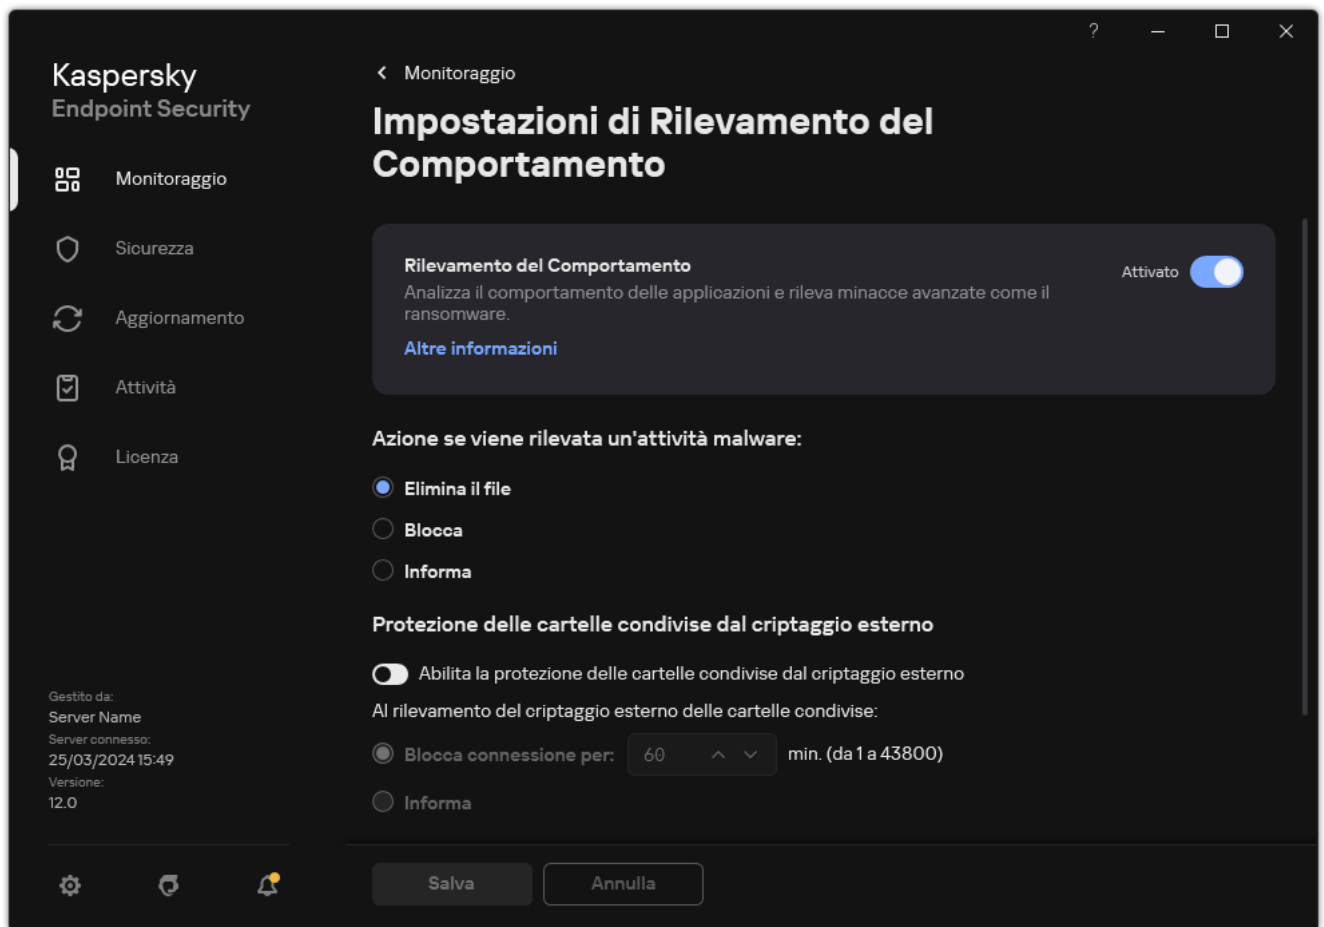 ?
Kaspersky
Endpoint Security
Monitoraggio
Sicurezza
Aggiornamento
Attività
Licenza
Gestito da:
Server Name
Server connesso:
25/03/2024 15:49
Versione:
12.0
Monitoraggio
Impostazioni di Rilevamento del
Comportamento
Rilevamento del Comportamento
Attivato
Analizza il comportamento delle applicazioni e rileva minacce avanzate come il
ransomware.
Altre informazioni
Azione se viene rilevata un'attività malware:
Elimina il file
Blocca
Informa
Protezione delle cartelle condivise dal criptaggio esterno
Abilita la protezione delle cartelle condivise dal criptaggio esterno
Al rilevamento del criptaggio esterno delle cartelle condivise:
Blocca connessione per: 60 min. (da 1 a 43800)
Informa
Salva
Annulla